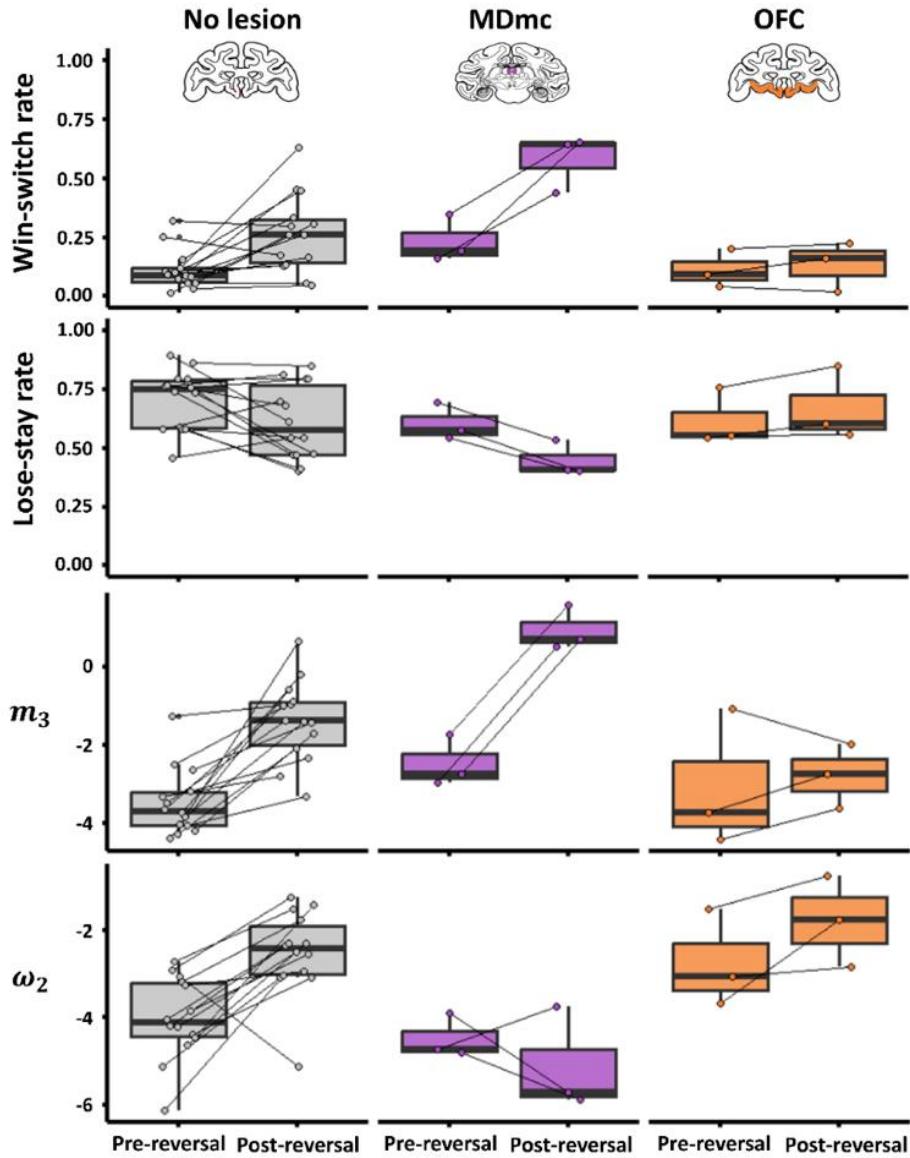 No lesion MDmc OFC
Win-switch rate
1.00
0.75
0.50
0.25
0.00
Lose-stay rate
1.00
0.75
0.50
0.25
0.00
m₃
0
-2
-4
ω₂
-2
-4
-6
Pre-reversal Post-reversal Pre-reversal Post-reversal Pre-reversal Post-reversal